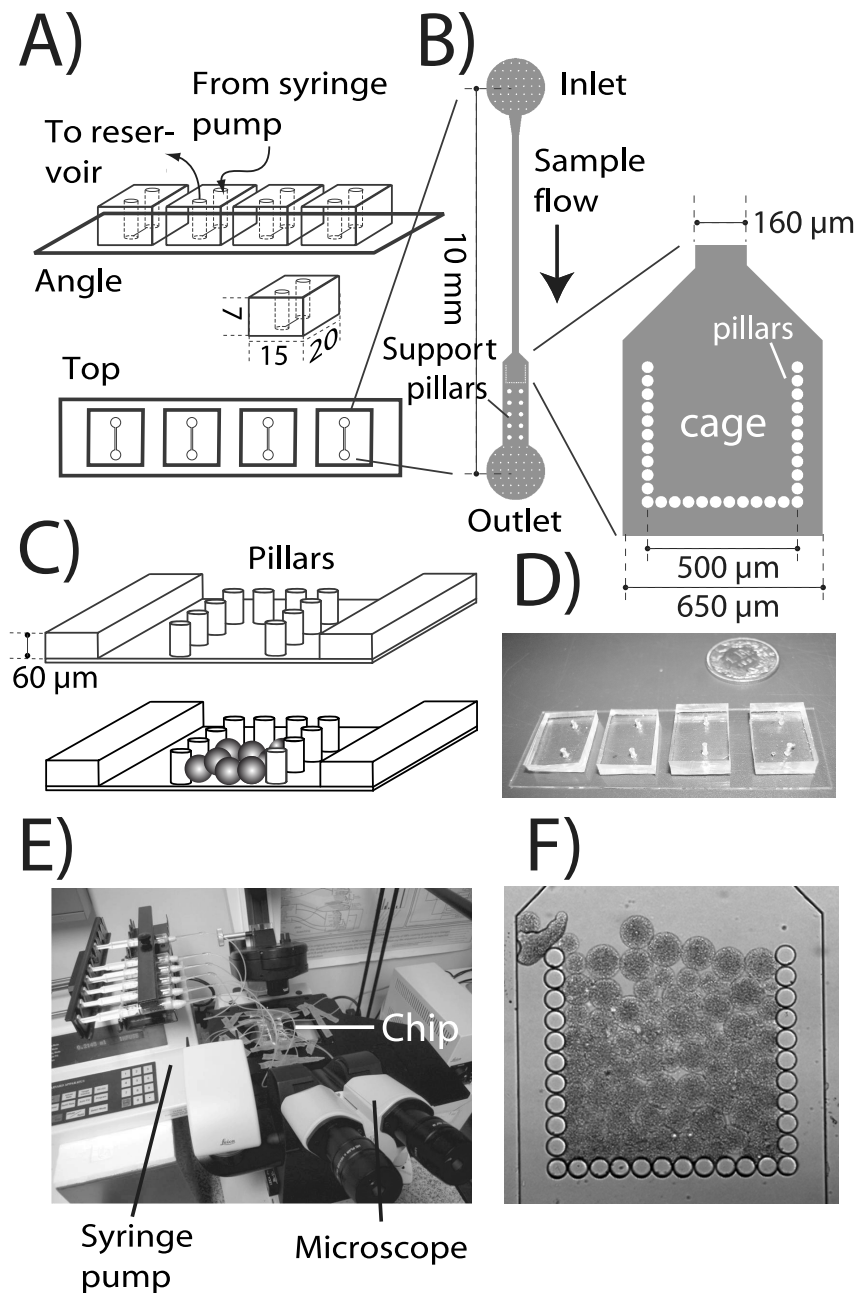 A)
From syringe
pump
To reser-
voir
Angle
7
15
20
Top
B)
Inlet
Sample
flow
10 mm
Support
pillars
Outlet
160 µm
pillars
cage
500 µm
650 µm
C)
Pillars
60 µm
D)
E)
Chip
Syringe
pump
Microscope
F)